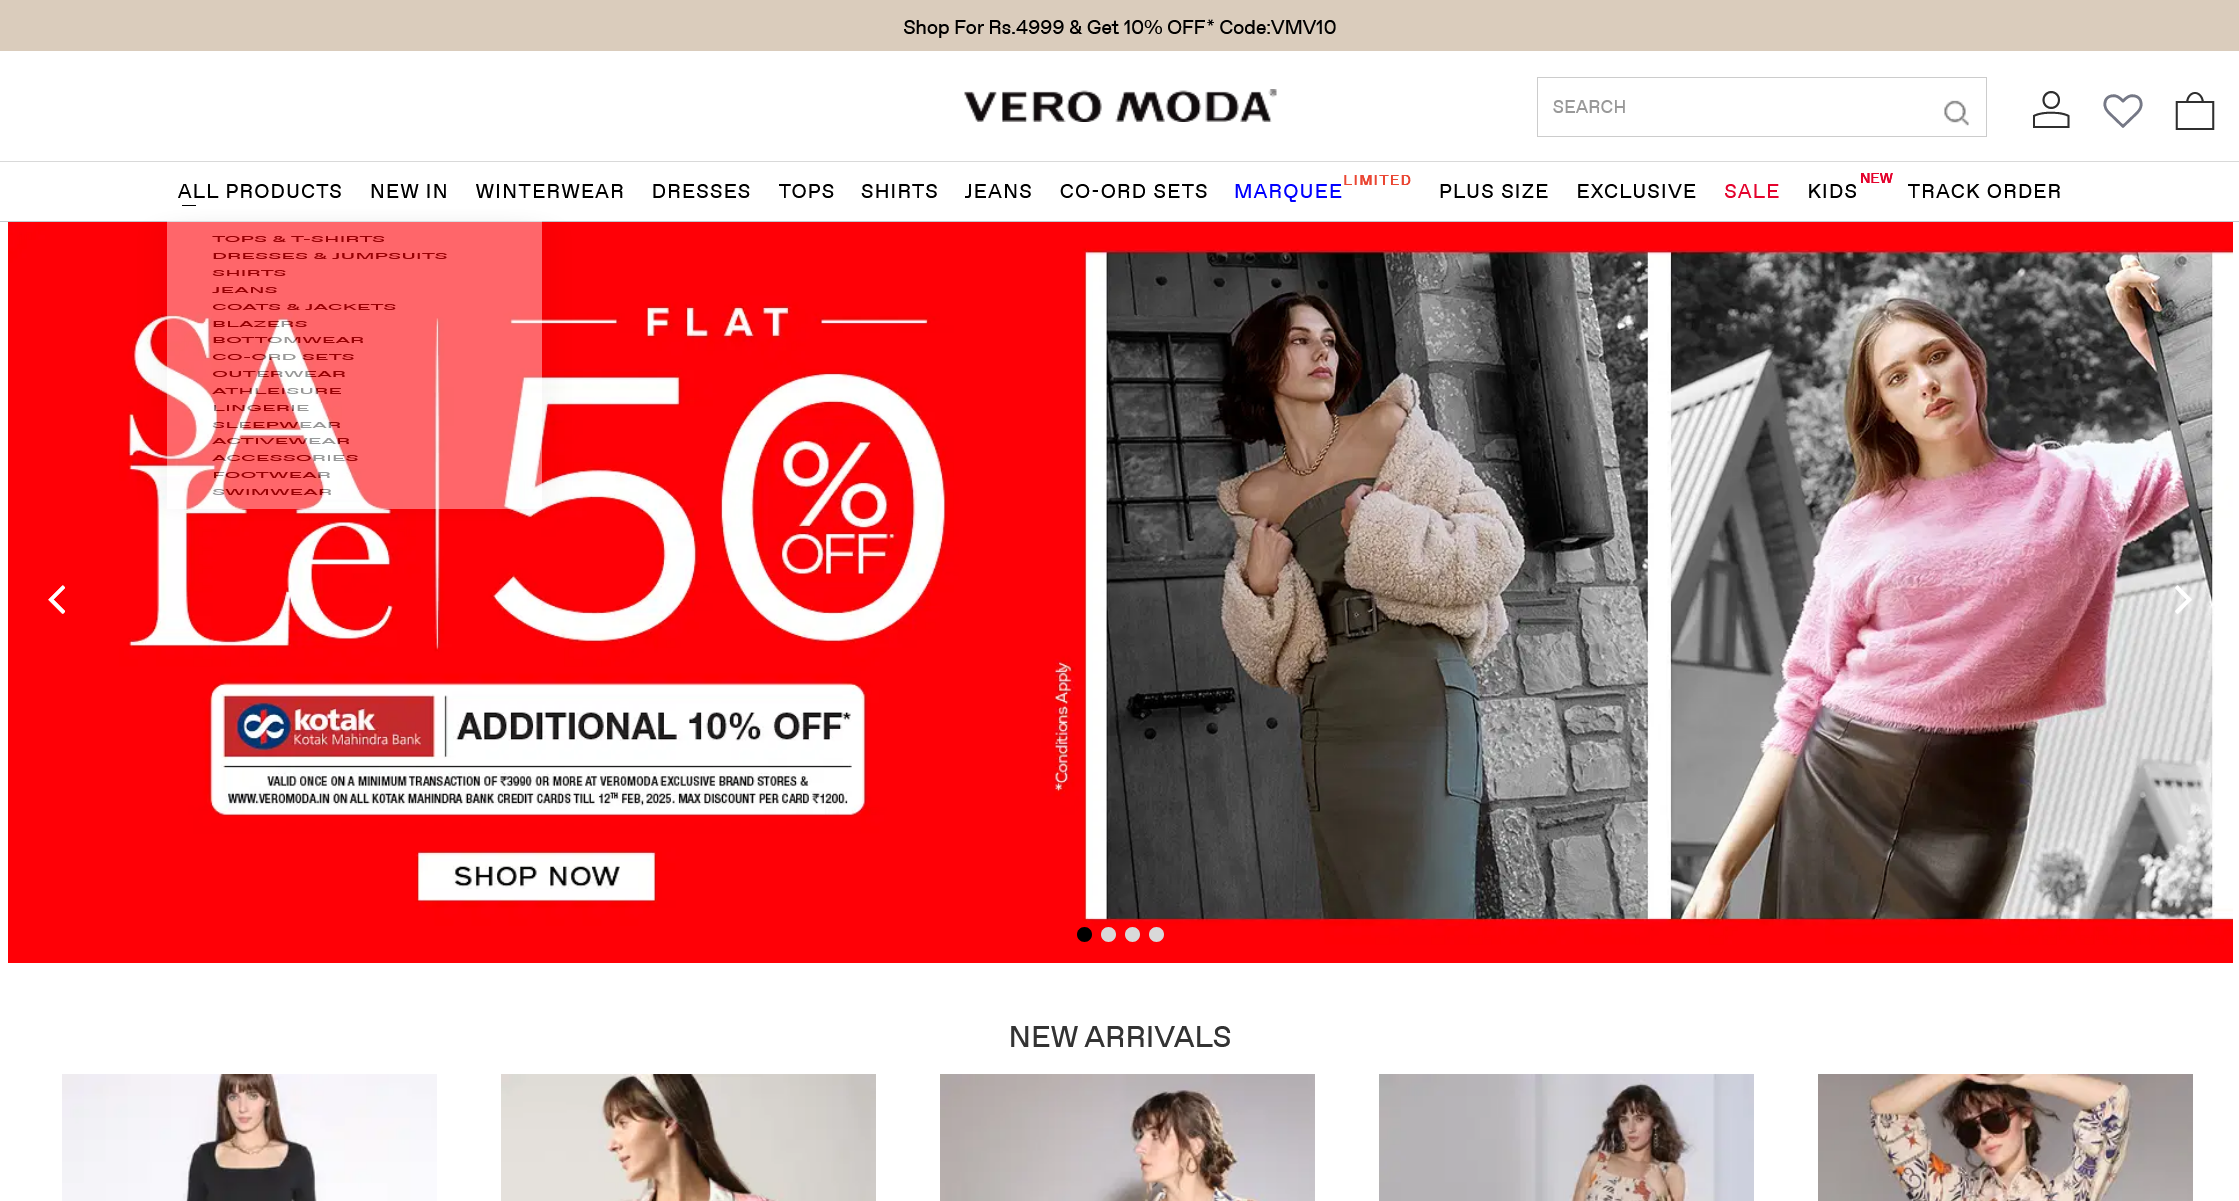 Shop For Rs.4999 & Get 10% OFF* Code:VMV10
VERO MODA®
SEARCH
ALL PRODUCTS NEW IN WINTERWEAR DRESSES TOPS SHIRTS JEANS CO-ORD SETS MARQUEE LIMITED PLUS SIZE EXCLUSIVE SALE KIDS NEW TRACK ORDER
TOPS & T-SHIRTS
DRESSES & JUMPSUITS
SHIRTS
JEANS
COATS & JACKETS
BLAZERS
BOTTOMWEAR
CO-ORD SETS
OUTERWEAR
ATHLEISURE
LINGERIE
SLEEPWEAR
ACTIVEWEAR
ACCESSORIES
FOOTWEAR
SWIMWEAR
SALe
FLAT
50% OFF*
kotak
Kotak Mahindra Bank
ADDITIONAL 10% OFF*
VALID ONCE ON A MINIMUM TRANSACTION OF ₹3990 OR MORE AT VEROMODA EXCLUSIVE BRAND STORES &
WWW.VEROMODA.IN ON ALL KOTAK MAHINDRA BANK CREDIT CARDS TILL 12TH FEB, 2025. MAX DISCOUNT PER CARD ₹1200.
*Conditions Apply
SHOP NOW
NEW ARRIVALS